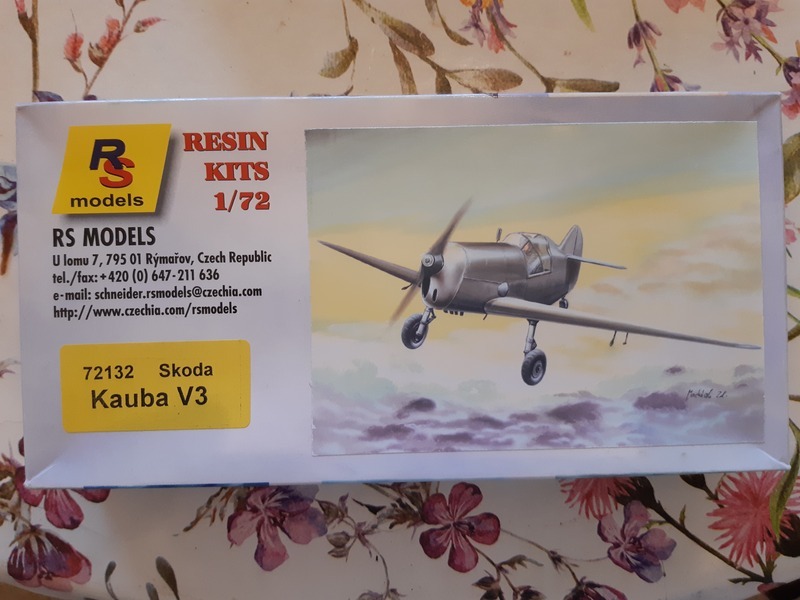 RS
models
RESIN
KITS
1/72
RS MODELS
U lomu 7, 795 01 Rýmařov, Czech Republic
tel./fax:+420 (0) 647-211 636
e-mail: schneider.rsmodels@czechia.com
http://www.czechia.com/rsmodels
72132 Skoda
Kauba V3